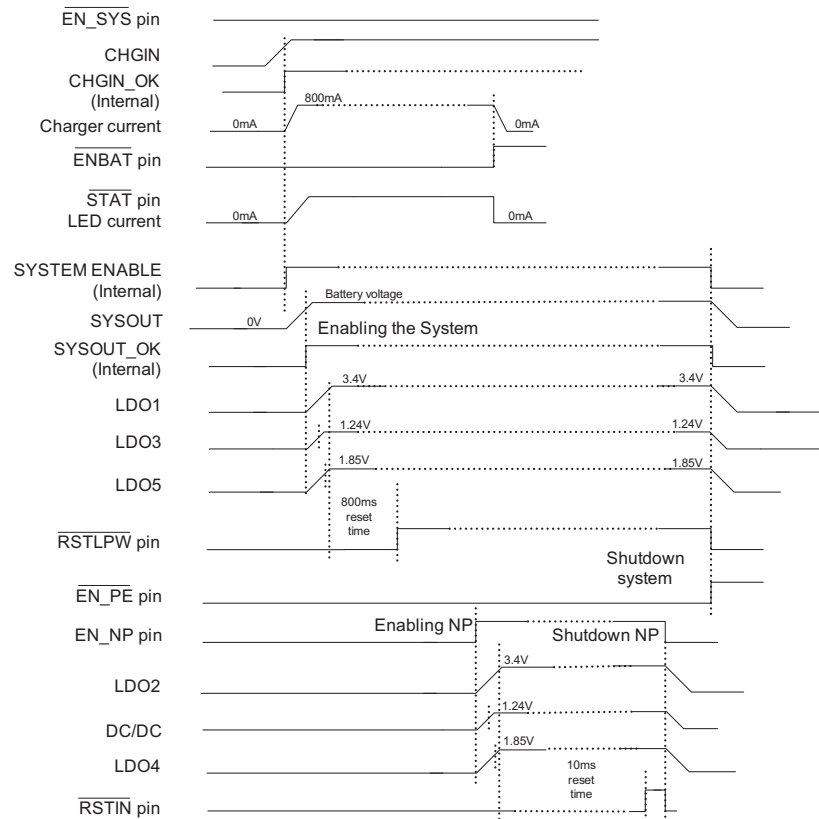 EN_SYS pin
CHGIN
CHGIN_OK
(Internal)
800mA
Charger current
0mA
0mA
ENBAT pin
STAT pin
LED current
0mA
0mA
SYSTEM ENABLE
(Internal)
Battery voltage
SYSOUT
0V
Enabling the System
SYSOUT_OK
(Internal)
3.4V
3.4V
LDO1
1.24V
1.24V
LDO3
1.85V
1.85V
LDO5
800ms
reset
time
RSTLPW pin
Shutdown
system
EN_PE pin
Enabling NP
EN_NP pin
Shutdown NP
3.4V
LDO2
1.24V
DC/DC
1.85V
LDO4
10ms
reset
time
RSTIN pin